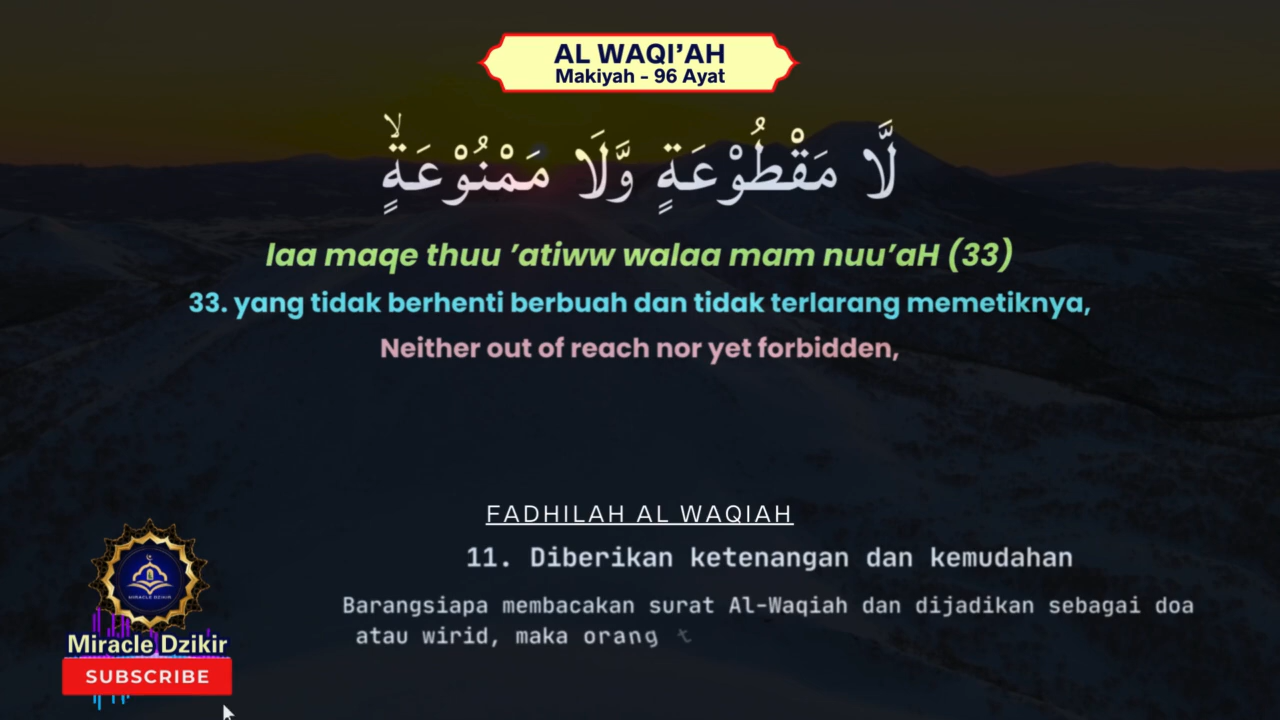 AL WAQI’AH
Makiyah - 96 Ayat
لَّا مَقْطُوْعَةٍ وَّلَا مَمْنُوْعَةٍۙ
laa maqe thuu ’atiww walaa mam nuu’aH (33)
33. yang tidak berhenti berbuah dan tidak terlarang memetiknya,
Neither out of reach nor yet forbidden,
FADHILAH AL WAQIAH
11. Diberikan ketenangan dan kemudahan
Barangsiapa membacakan surat Al-Waqiah dan dijadikan sebagai doa
atau wirid, maka orang t
MIRACLE DZIKIR
Miracle Dzikir
SUBSCRIBE